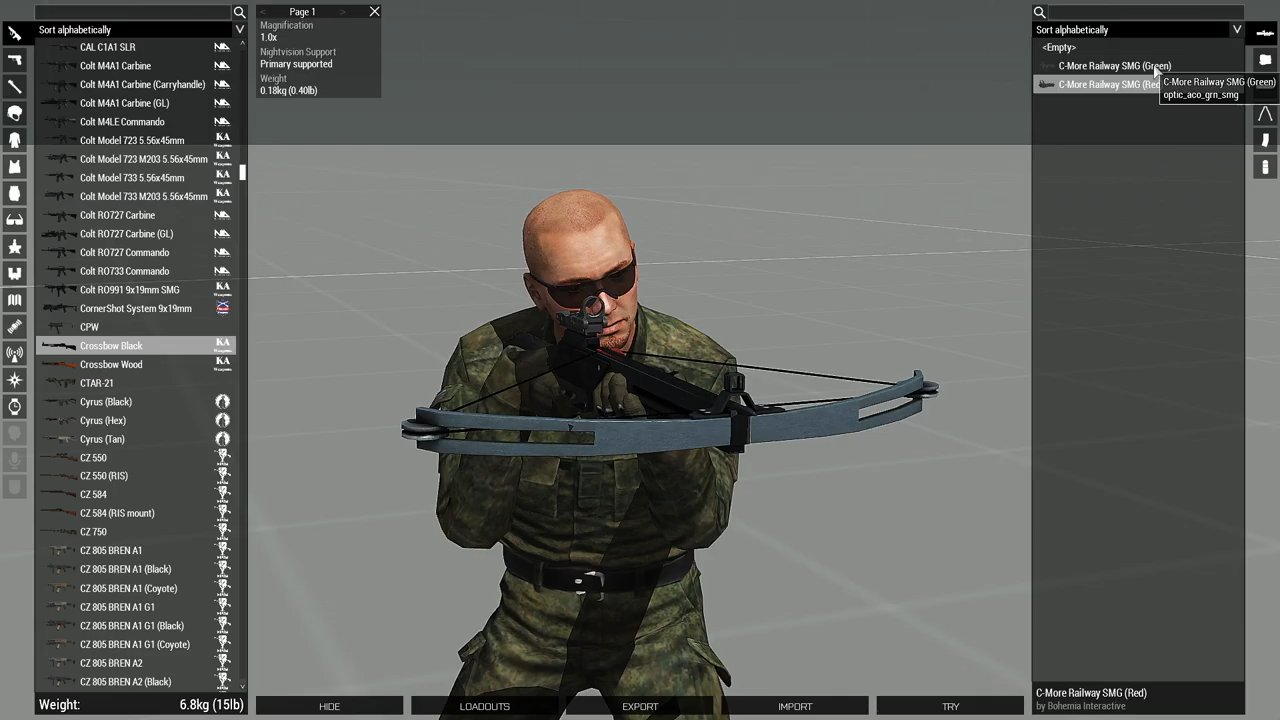 Sort alphabetically
CAL C1A1 SLR
Colt M4A1 Carbine
Colt M4A1 Carbine (Carryhandle)
Colt M4A1 Carbine (GL)
Colt M4LE Commando
Colt Model 723 5.56x45mm
Colt Model 723 M203 5.56x45mm
Colt Model 733 5.56x45mm
Colt Model 733 M203 5.56x45mm
Colt RO727 Carbine
Colt RO727 Carbine (GL)
Colt RO727 Commando
Colt RO733 Commando
Colt RO991 9x19mm SMG
CornerShot System 9x19mm
CPW
Crossbow Black
Crossbow Wood
CTAR-21
Cyrus (Black)
Cyrus (Hex)
Cyrus (Tan)
CZ 550
CZ 550 (RIS)
CZ 584
CZ 584 (RIS mount)
CZ 750
CZ 805 BREN A1
CZ 805 BREN A1 (Black)
CZ 805 BREN A1 (Coyote)
CZ 805 BREN A1 G1
CZ 805 BREN A1 G1 (Black)
CZ 805 BREN A1 G1 (Coyote)
CZ 805 BREN A2
CZ 805 BREN A2 (Black)
Weight: 6.8kg (15lb)
< Page 1 >
Magnification
1.0x
Nightvision Support
Primary supported
Weight
0.18kg (0.40lb)
HIDE LOADOUTS EXPORT IMPORT TRY
Sort alphabetically
<Empty>
C-More Railway SMG (Green)
C-More Railway SMG (Red
C-More Railway SMG (Green)
optic_aco_grn_smg
C-More Railway SMG (Red)
by Bohemia Interactive